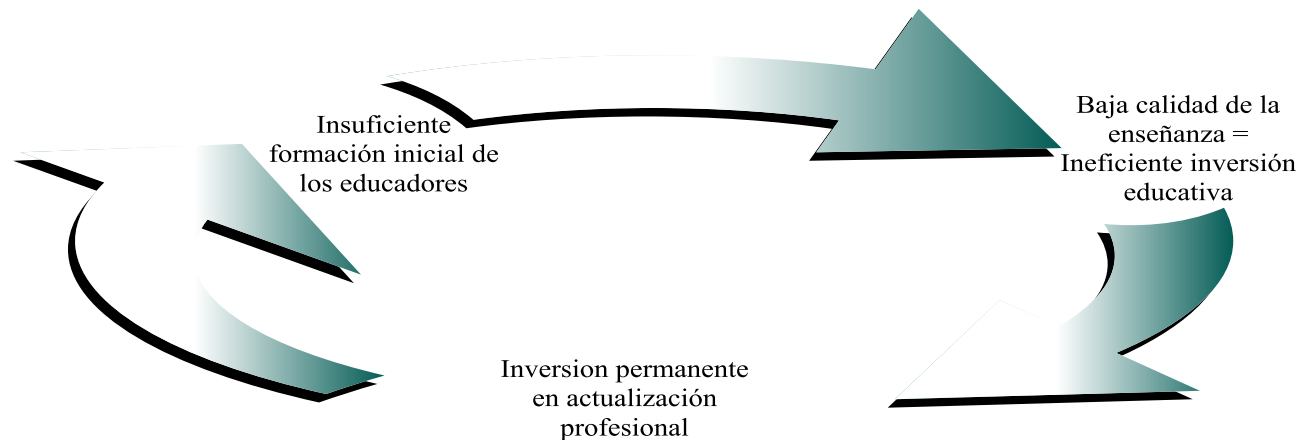 Insuficiente
formación inicial de
los educadores
Baja calidad de la
enseñanza =
Ineficiente inversión
educativa
Inversion permanente
en actualización
profesional